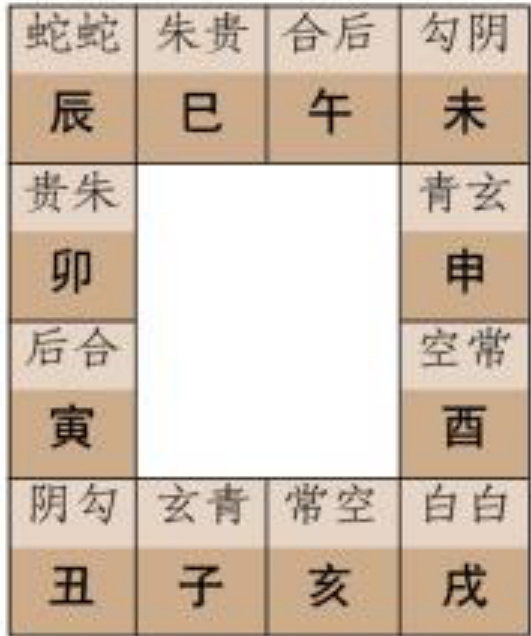 蛇蛇 朱贵 合后 勾阴
辰 巳 午 未
贵朱 青玄
卯 申
后合 空常
寅 酉
阴勾 玄青 常空 白白
丑 子 亥 戌